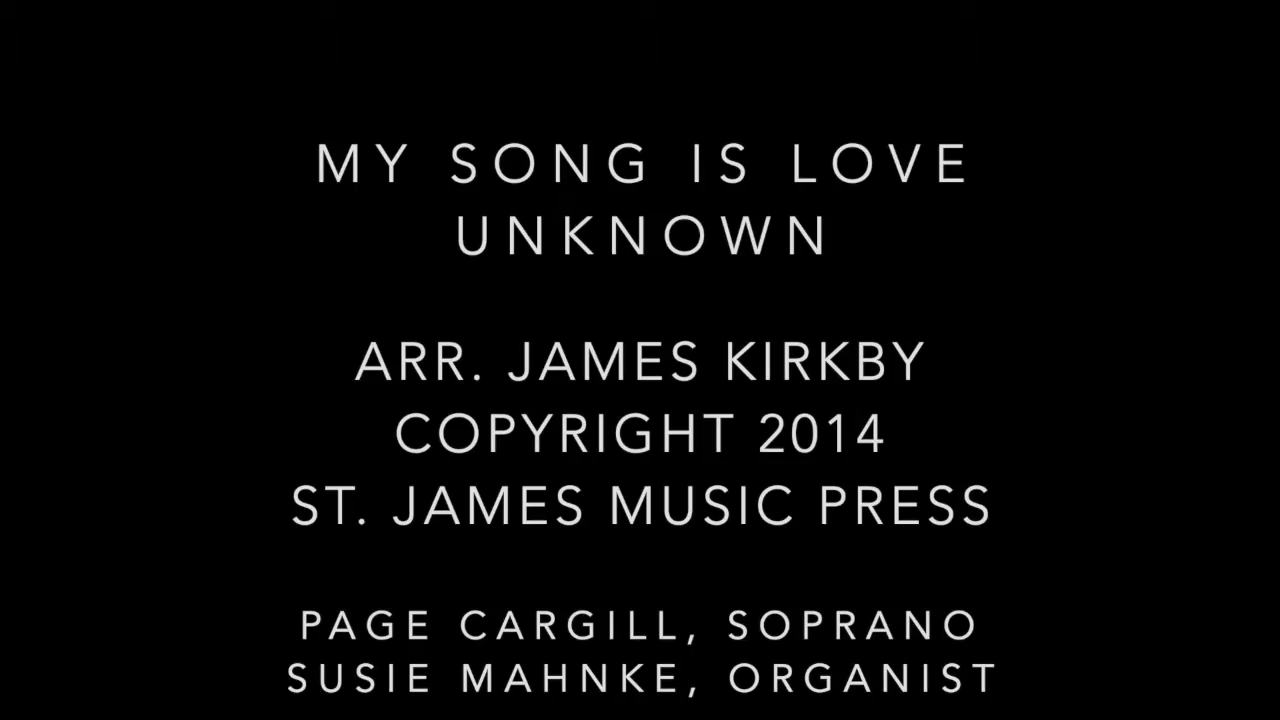 MY SONG IS LOVE
UNKNOWN
ARR. JAMES KIRKBY
COPYRIGHT 2014
ST. JAMES MUSIC PRESS
PAGE CARGILL, SOPRANO
SUSIE MAHNKE, ORGANIST